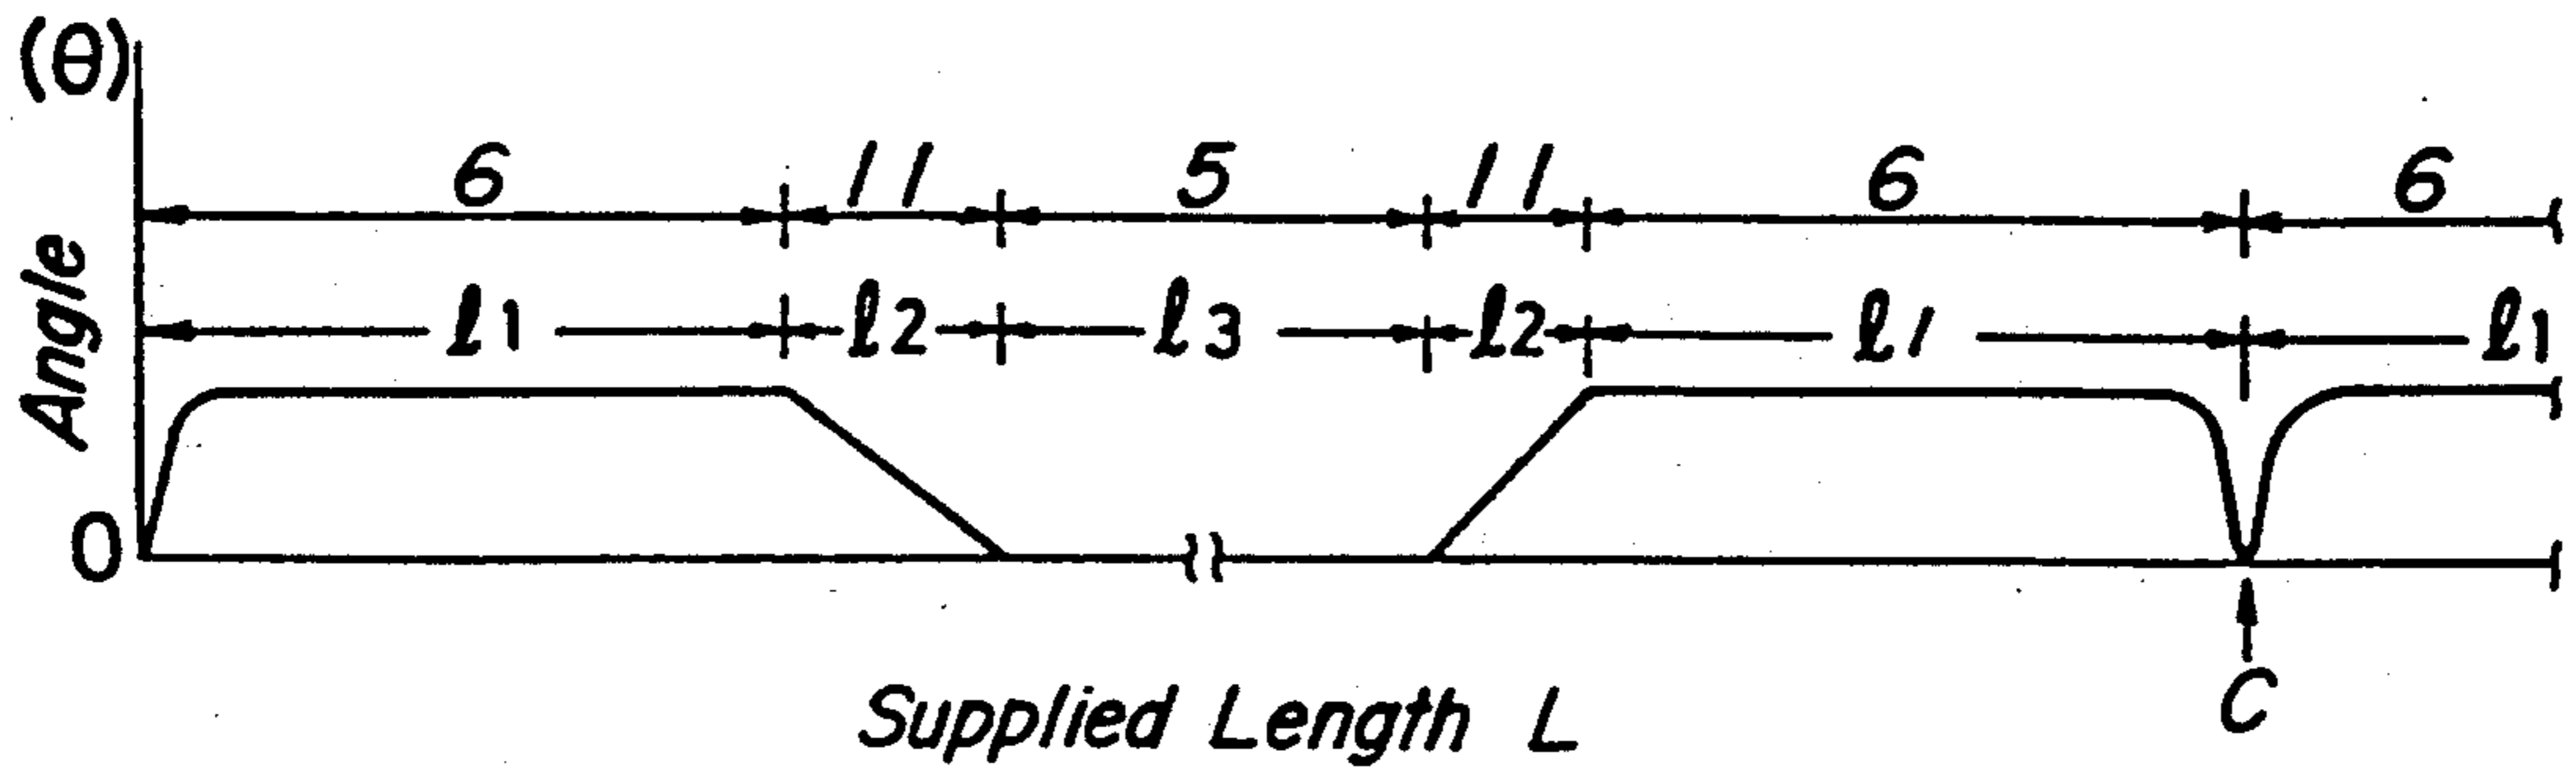 (θ)
6 11 5 11 6 6
Angle
ℓ1 ℓ2 ℓ3 ℓ2 ℓ1 ℓ1
0
C
Supplied Length L